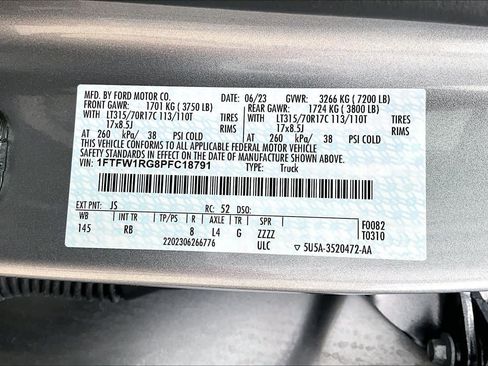 MFD. BY FORD MOTOR CO. DATE: 06/23 GVWR: 3266 KG ( 7200 LB)
FRONT GAWR: 1701 KG ( 3750 LB) REAR GAWR: 1724 KG ( 3800 LB)
WITH LT315/70R17C 113/110T TIRES WITH LT315/70R17C 113/110T TIRES
17x8.5J RIMS 17x8.5J RIMS
AT 260 kPa/ 38 PSI COLD AT 260 kPa/ 38 PSI COLD
THIS VEHICLE CONFORMS TO ALL APPLICABLE FEDERAL MOTOR VEHICLE
SAFETY AND THEFT PREVENTION STANDARDS IN EFFECT ON THE DATE OF MANUFACTURE SHOWN ABOVE.
VIN: 1FTFW1RG8PFC18791 TYPE: Truck
EXT PNT: JS RC: 52 DSO:
WB INT TR TP/PS R AXLE TR SPR F0082
145 RB 8 L4 G ZZZZ T0310
2202306266776 ULC ▽ 5U5A-3520472-AA